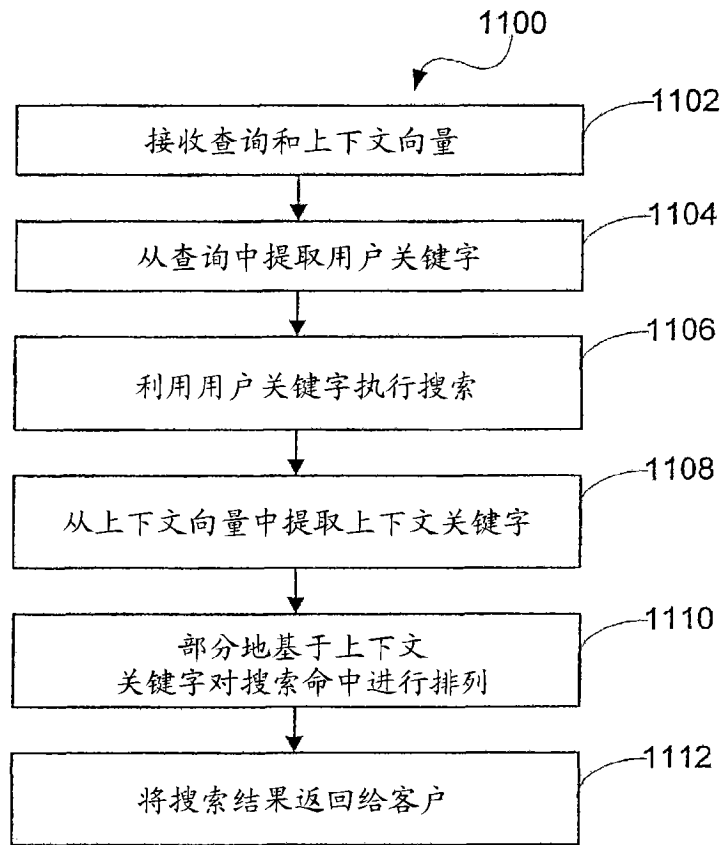 1100
接收查询和上下文向量
1102
从查询中提取用户关键字
1104
利用用户关键字执行搜索
1106
从上下文向量中提取上下文关键字
1108
部分地基于上下文
关键字对搜索命中进行排列
1110
将搜索结果返回给客户
1112